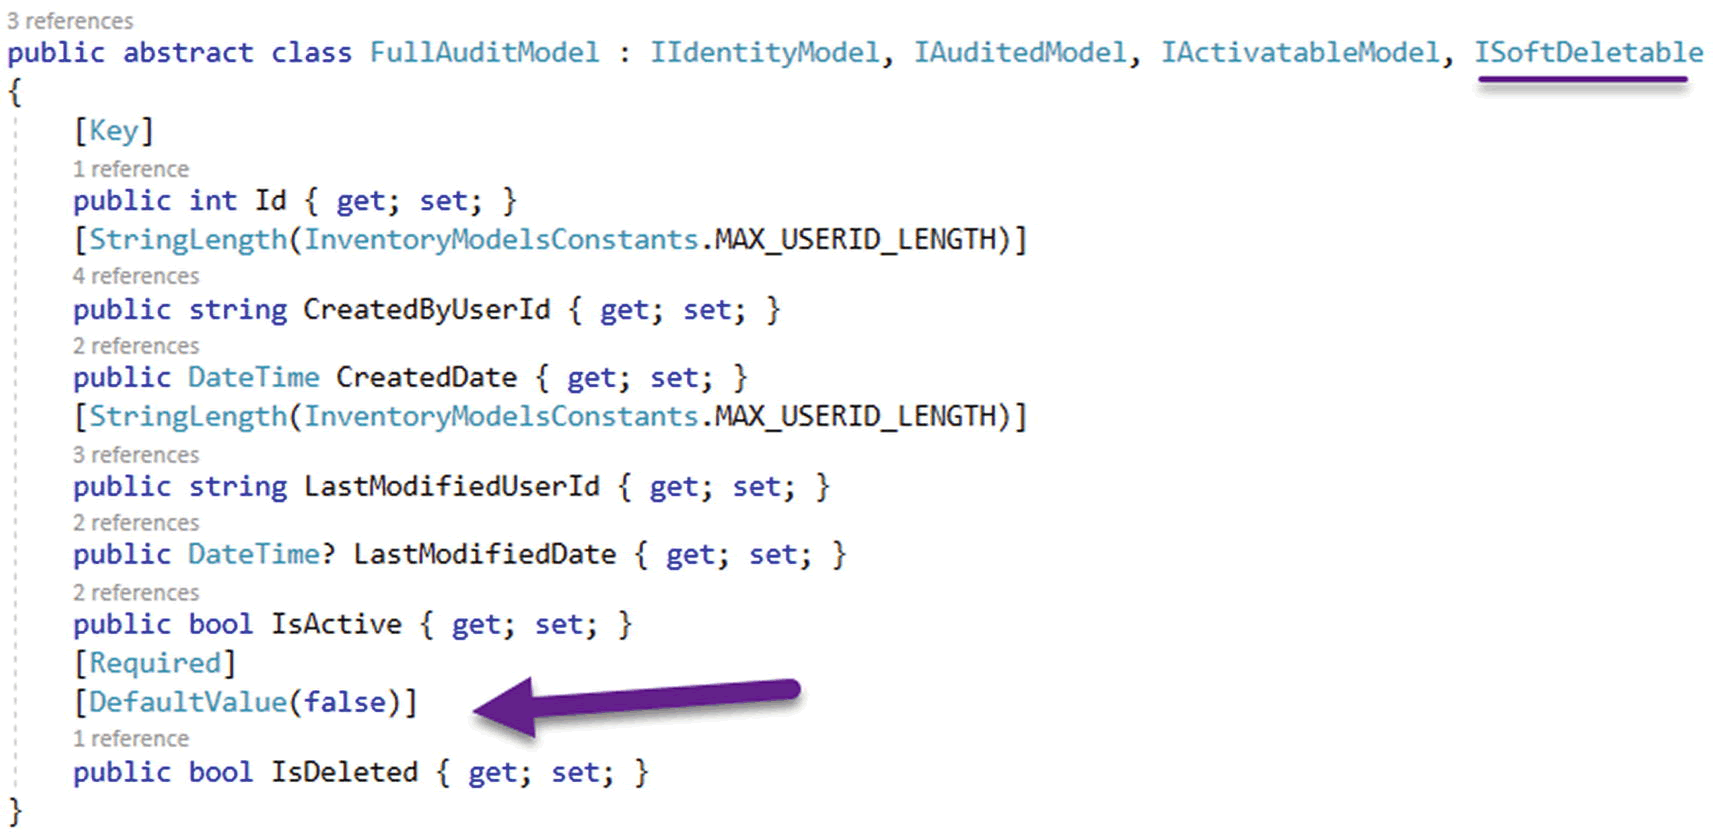 3 references
public abstract class FullAuditModel : IIdentityModel, IAuditedModel, IActivatableModel, ISoftDeletable
{
[Key]
1 reference
public int Id { get; set; }
[StringLength(InventoryModelsConstants.MAX_USERID_LENGTH)]
4 references
public string CreatedByUserId { get; set; }
2 references
public DateTime CreatedDate { get; set; }
[StringLength(InventoryModelsConstants.MAX_USERID_LENGTH)]
3 references
public string LastModifiedUserId { get; set; }
2 references
public DateTime? LastModifiedDate { get; set; }
2 references
public bool IsActive { get; set; }
[Required]
[DefaultValue(false)]
1 reference
public bool IsDeleted { get; set; }
}